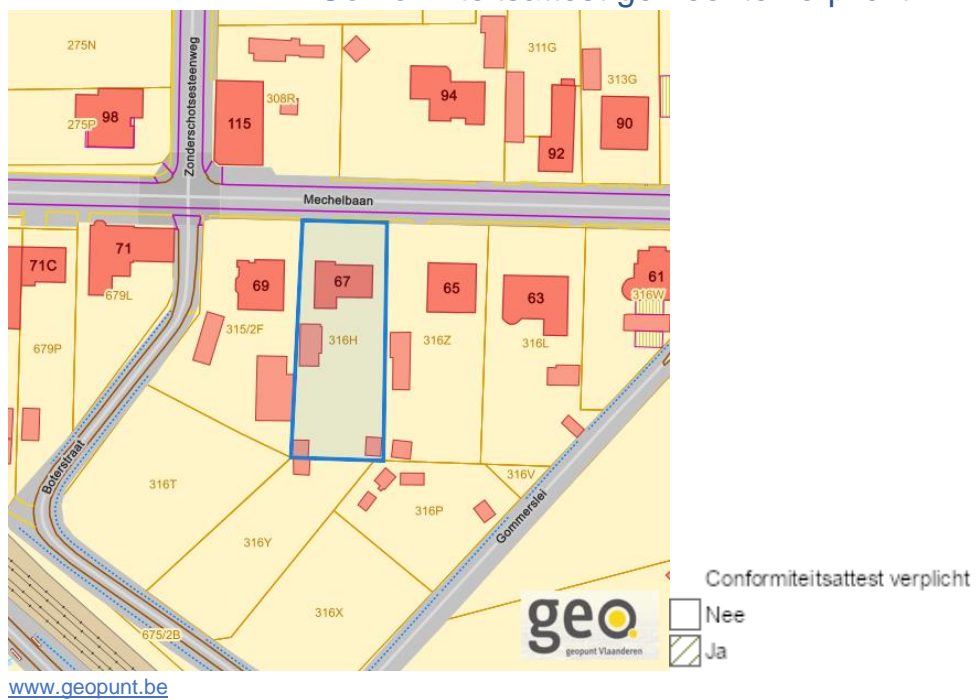 275N
98
275P
Zonderschotsesteenweg
115
308R
94
311G
92
313G
90
Mechelbaan
71C
71
679L
679P
69
315/2F
67
316H
65
316Z
63
316L
61
316W
Boterstraat
316T
316Y
316X
316P
316V
Gommerslei
675/2B
geo
geopunt Vlaanderen
Conformiteitsattest verplicht
Nee
Ja
www.geopunt.be